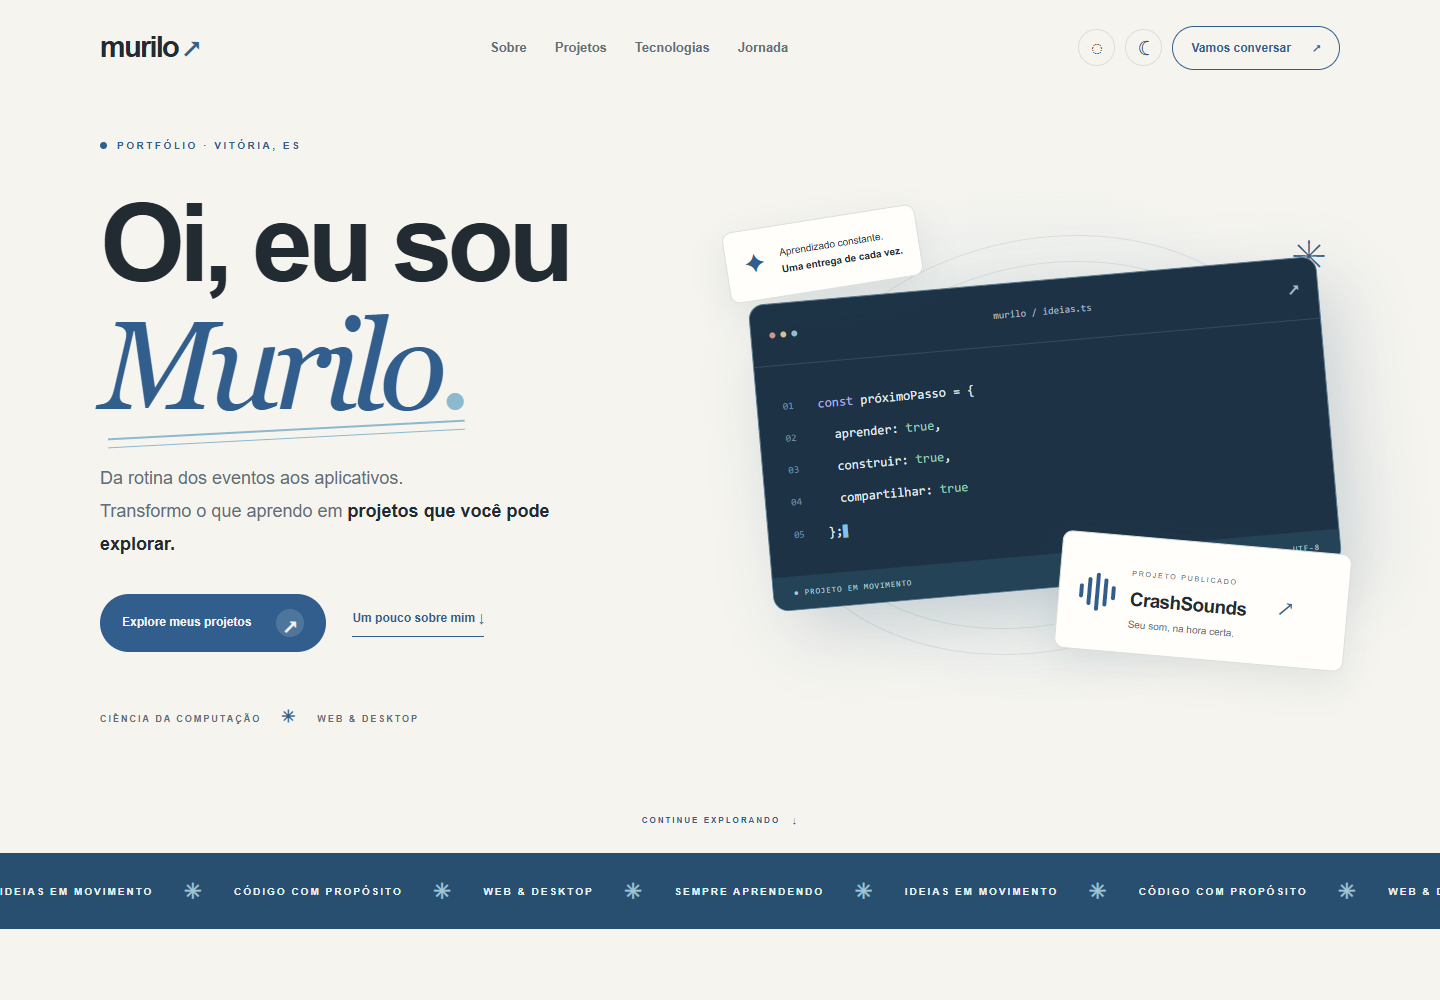 murilo ↗
Sobre
Projetos
Tecnologias
Jornada
Vamos conversar ↗
PORTFÓLIO · VITÓRIA, ES
Oi, eu sou
Murilo.
Da rotina dos eventos aos aplicativos.
Transformo o que aprendo em projetos que você pode
explorar.
Explore meus projetos ↗
Um pouco sobre mim ↓
CIÊNCIA DA COMPUTAÇÃO ✳ WEB & DESKTOP
Aprendizado constante.
Uma entrega de cada vez.
murilo / ideias.ts ↗
01 const próximoPasso = {
02 aprender: true,
03 construir: true,
04 compartilhar: true
05 };
PROJETO EM MOVIMENTO
UTF-8
PROJETO PUBLICADO
CrashSounds ↗
Seu som, na hora certa.
CONTINUE EXPLORANDO ↓
IDEIAS EM MOVIMENTO ✳ CÓDIGO COM PROPÓSITO ✳ WEB & DESKTOP ✳ SEMPRE APRENDENDO ✳ IDEIAS EM MOVIMENTO ✳ CÓDIGO COM PROPÓSITO ✳ WEB & D